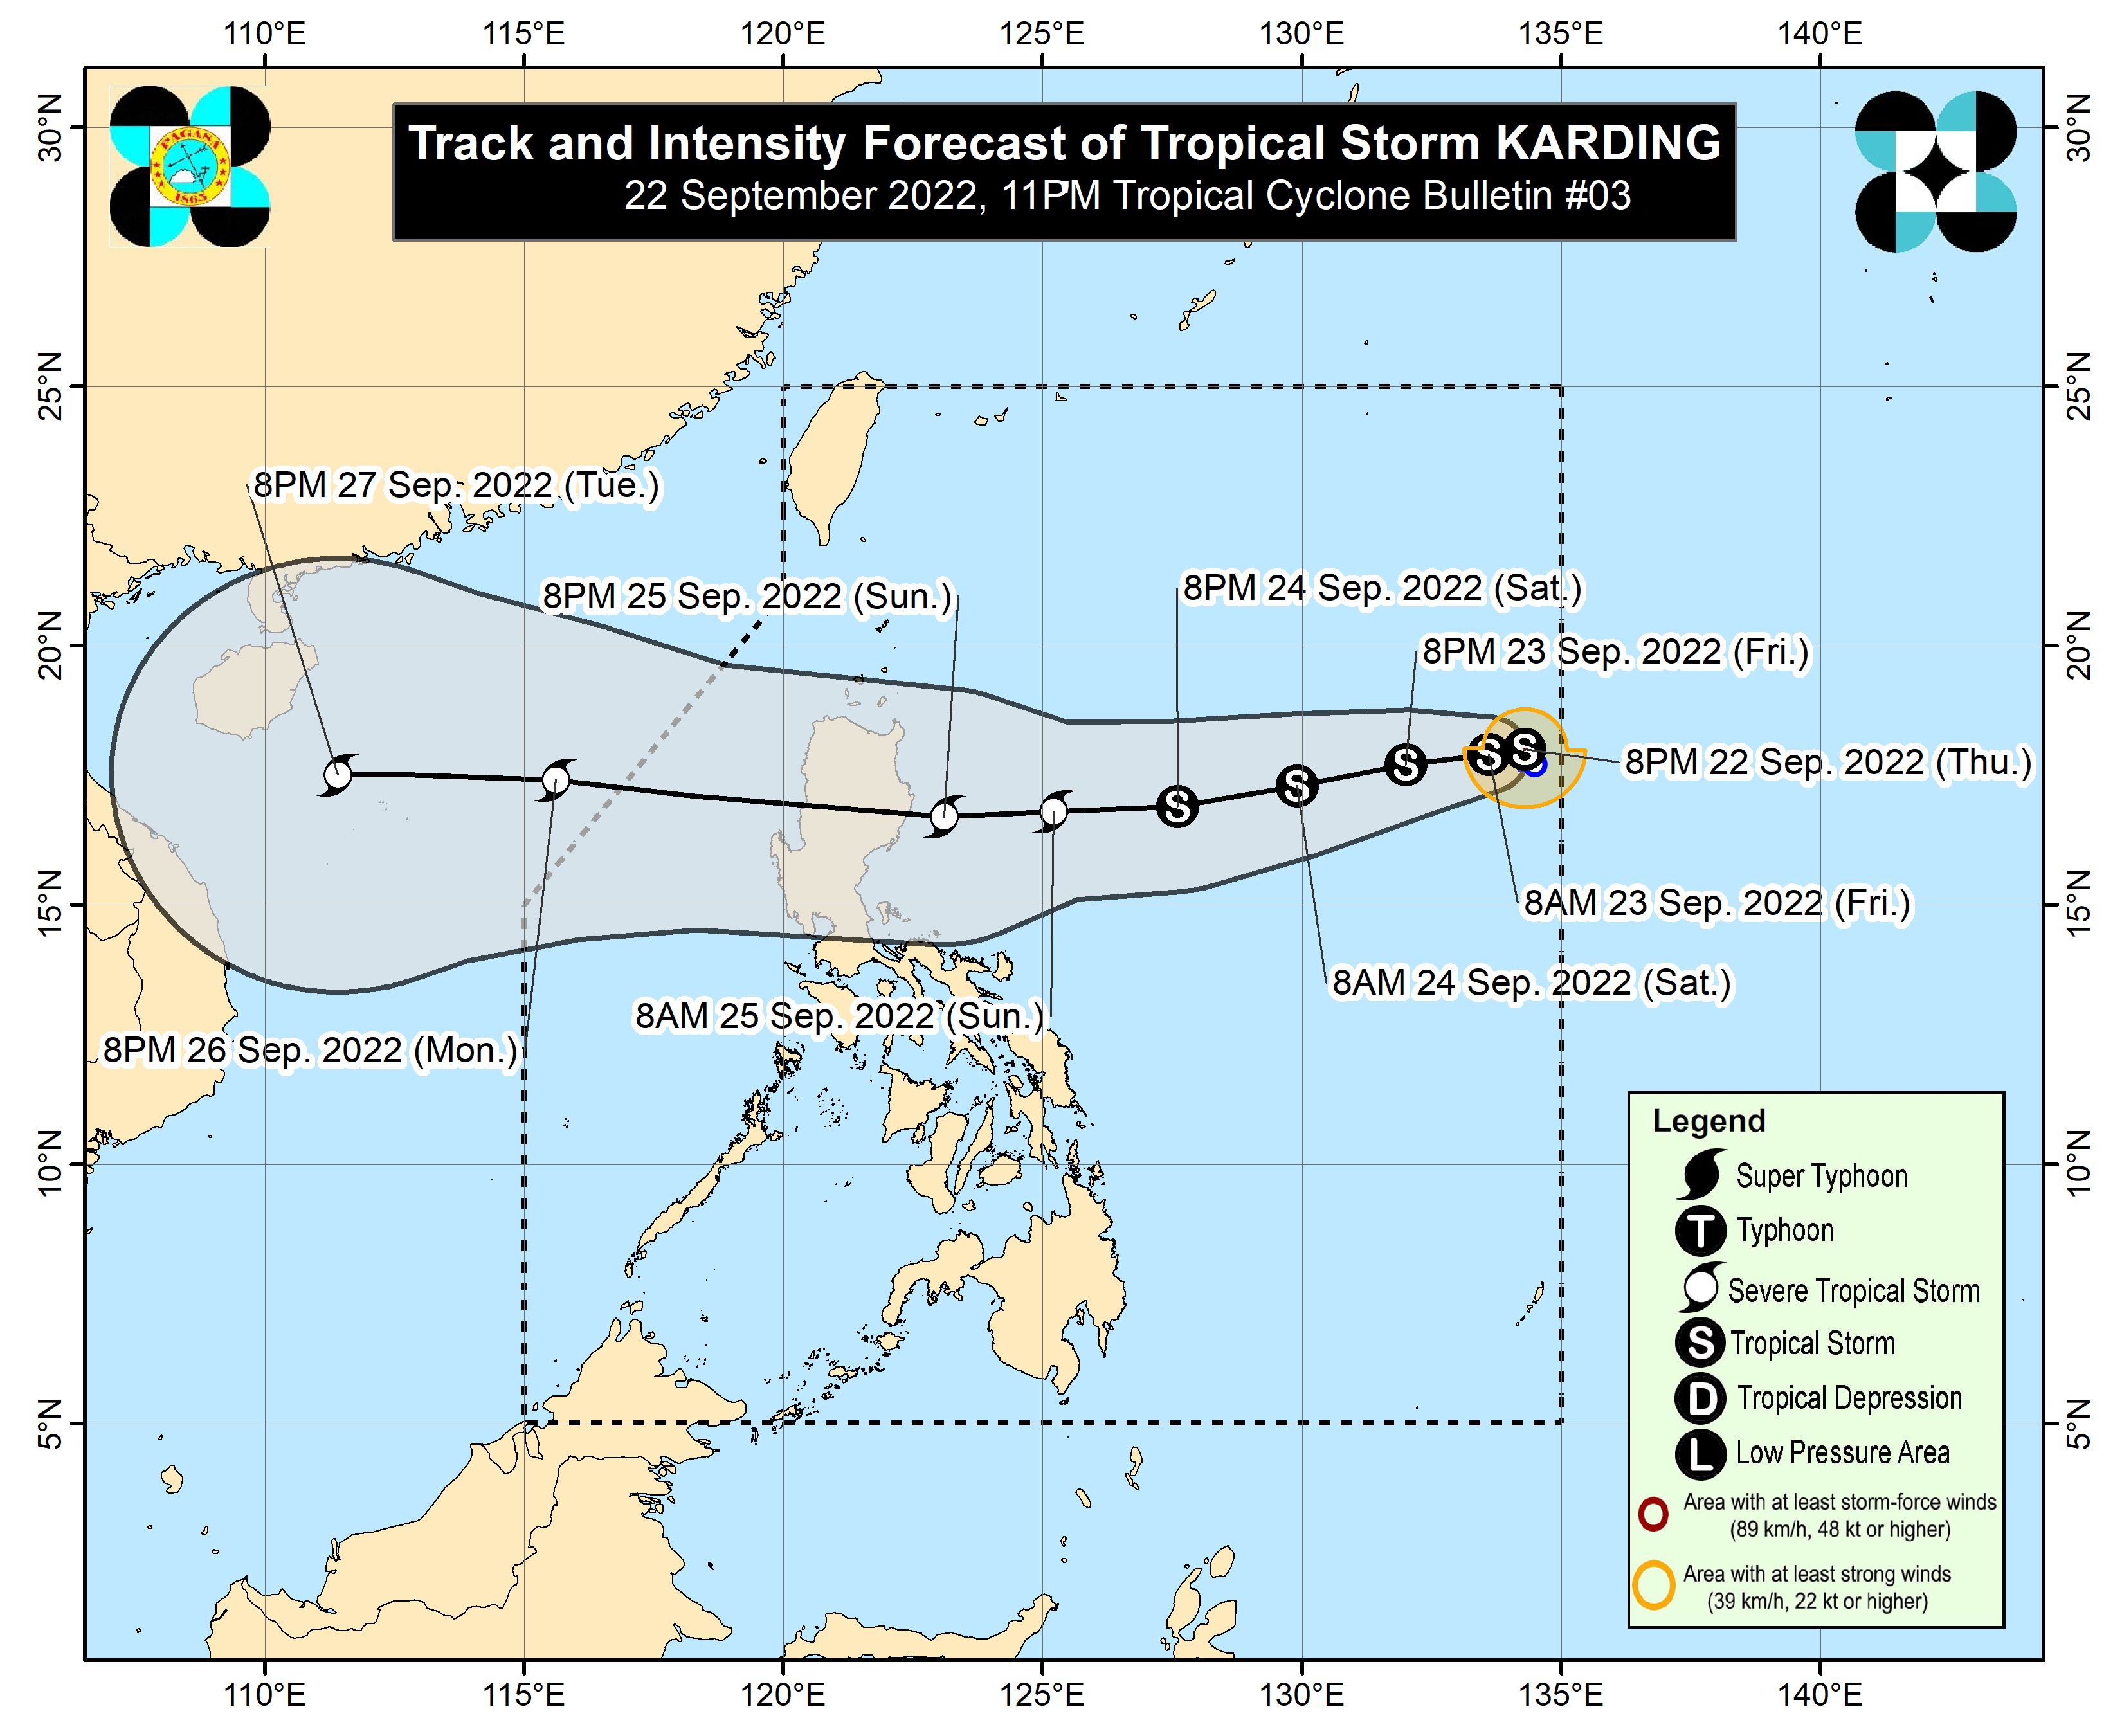 110°E 115°E 120°E 125°E 130°E 135°E 140°E
Track and Intensity Forecast of Tropical Storm KARDING
22 September 2022, 11PM Tropical Cyclone Bulletin #03
PAGASA
1865
30°N 30°N
25°N 25°N
8PM 27 Sep. 2022 (Tue.)
8PM 25 Sep. 2022 (Sun.)
8PM 24 Sep. 2022 (Sat.)
20°N 20°N
8PM 23 Sep. 2022 (Fri.)
S S S S S
8PM 22 Sep. 2022 (Thu.)
15°N 15°N
8AM 23 Sep. 2022 (Fri.)
8AM 24 Sep. 2022 (Sat.)
8AM 25 Sep. 2022 (Sun.)
8PM 26 Sep. 2022 (Mon.)
10°N 10°N
5°N 5°N
Legend
Super Typhoon
T Typhoon
Severe Tropical Storm
S Tropical Storm
D Tropical Depression
L Low Pressure Area
Area with at least storm-force winds
(89 km/h, 48 kt or higher)
Area with at least strong winds
(39 km/h, 22 kt or higher)
110°E 115°E 120°E 125°E 130°E 135°E 140°E